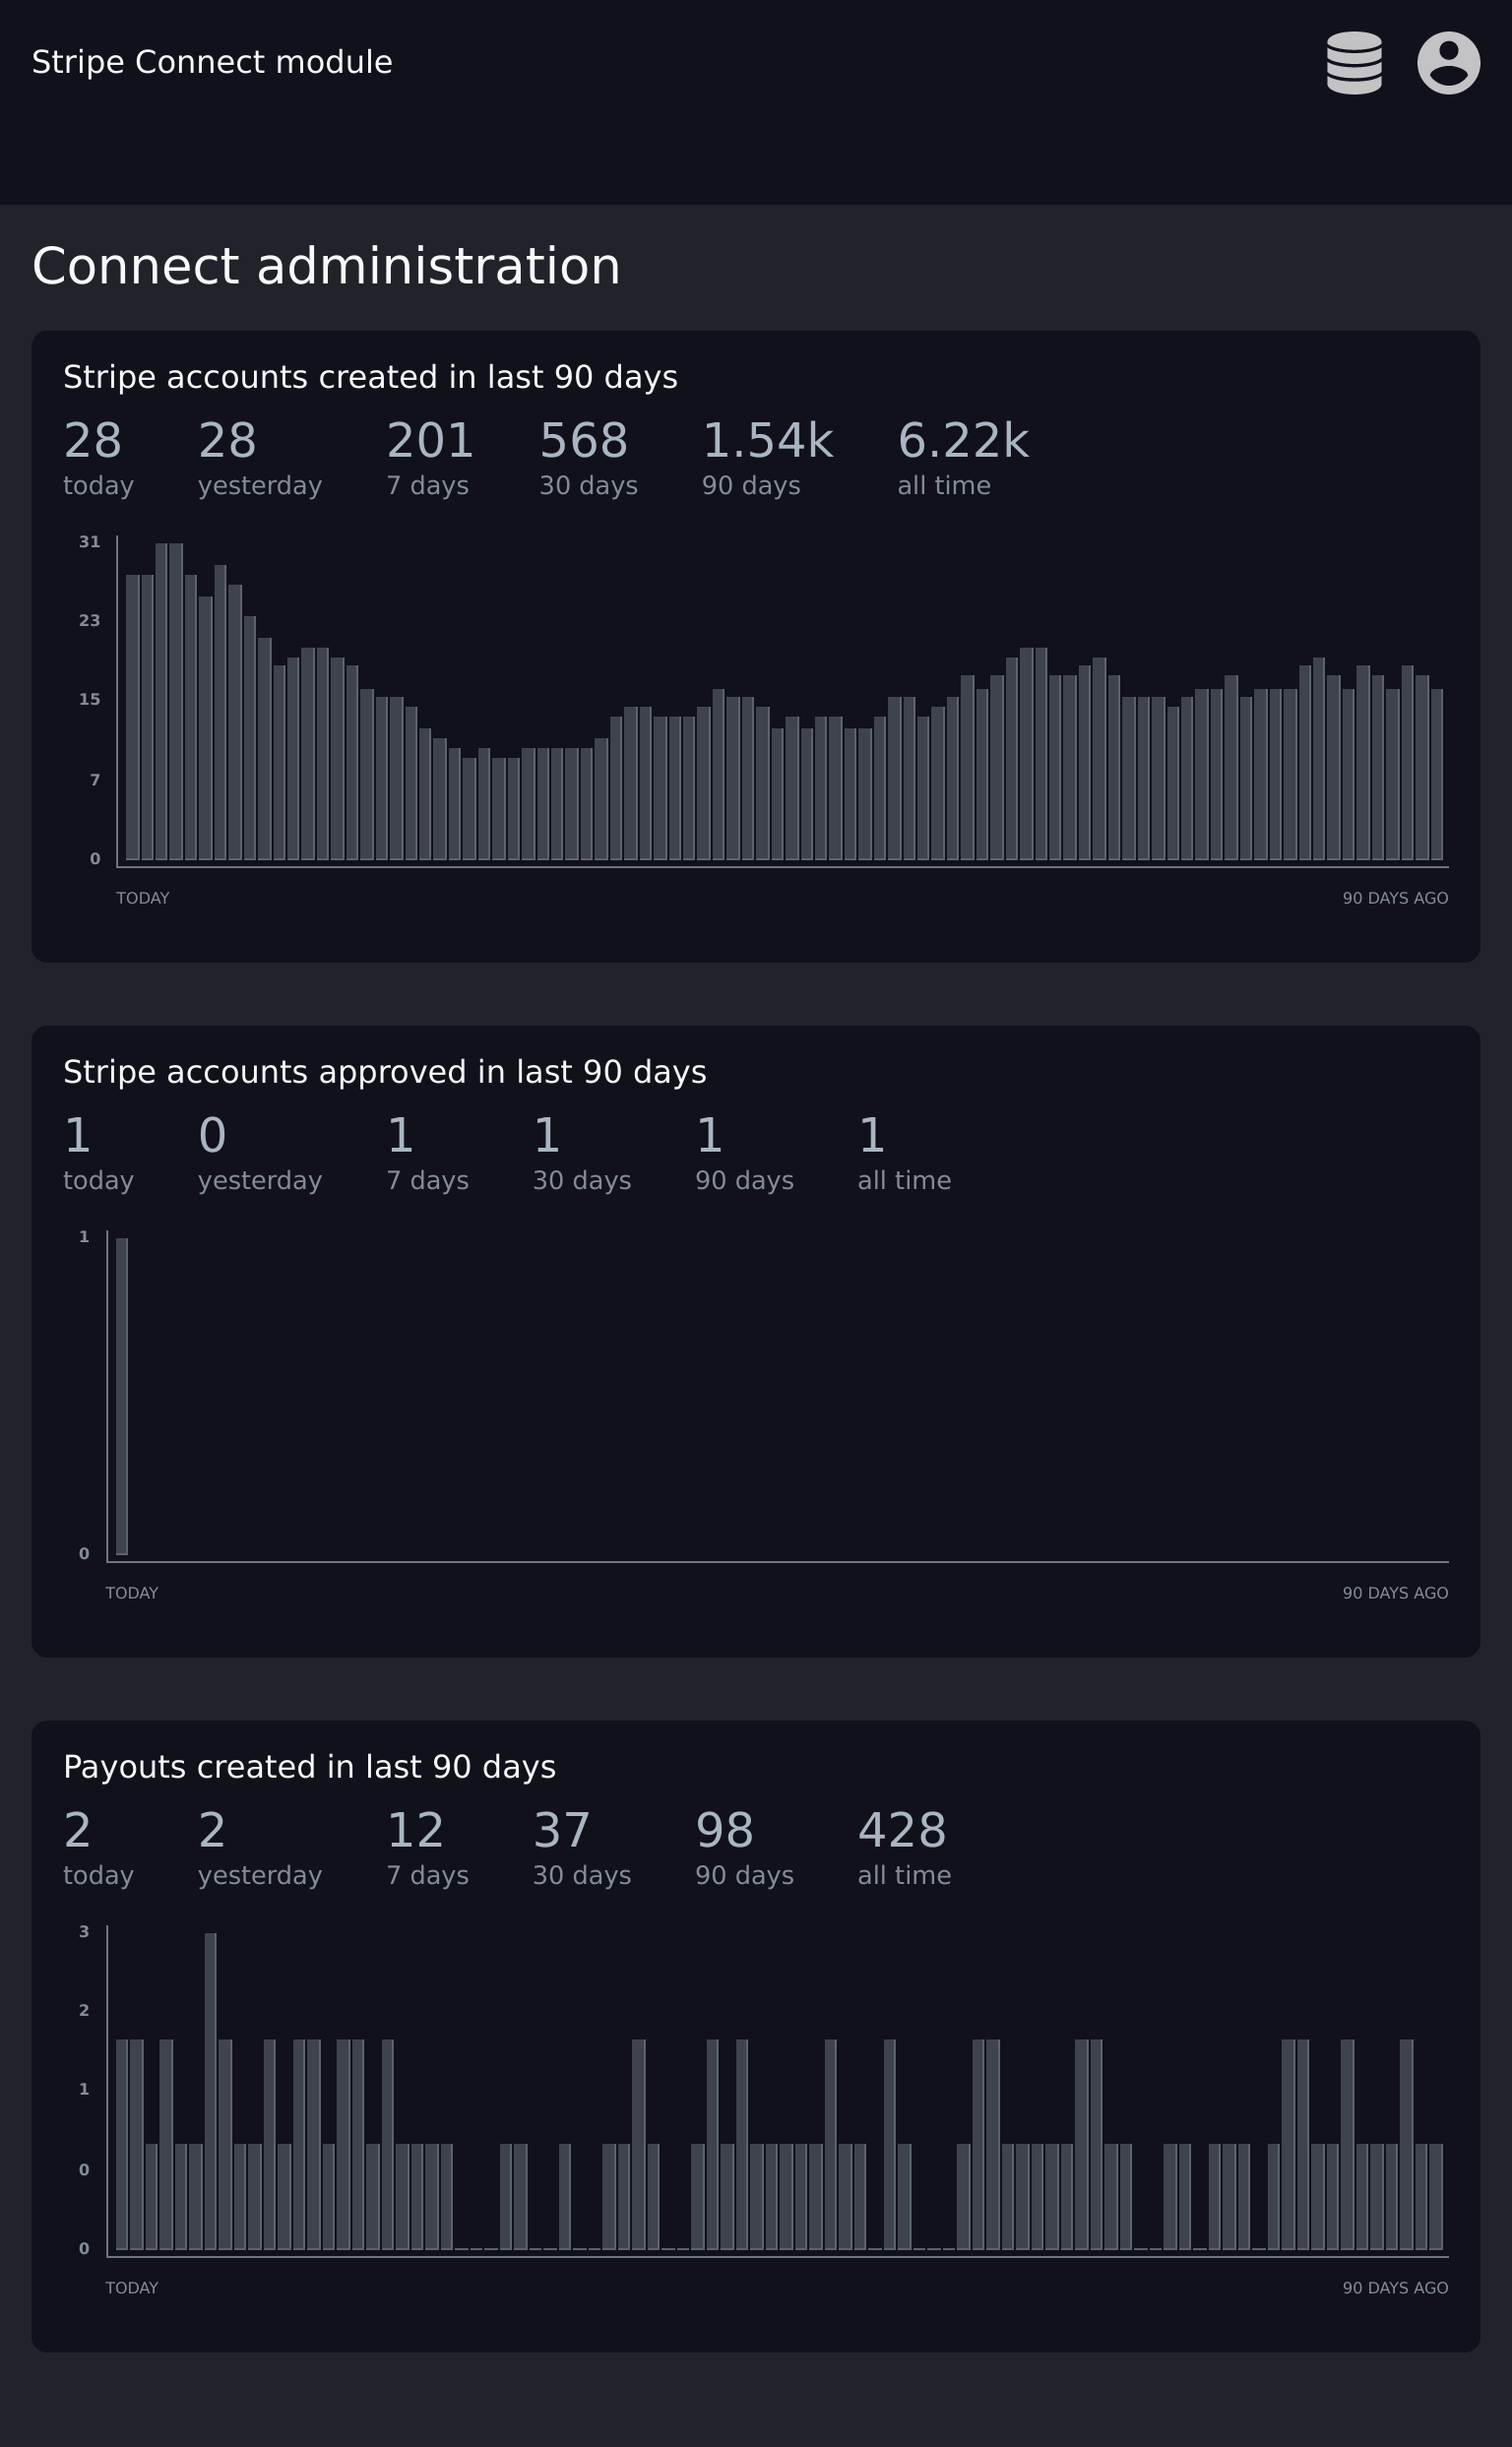 Stripe Connect module
Connect administration
Stripe accounts created in last 90 days
28 28 201 568 1.54k 6.22k
today yesterday 7 days 30 days 90 days all time
31
23
15
7
0
TODAY 90 DAYS AGO
Stripe accounts approved in last 90 days
1 0 1 1 1 1
today yesterday 7 days 30 days 90 days all time
1
0
TODAY 90 DAYS AGO
Payouts created in last 90 days
2 2 12 37 98 428
today yesterday 7 days 30 days 90 days all time
3
2
1
0
0
TODAY 90 DAYS AGO